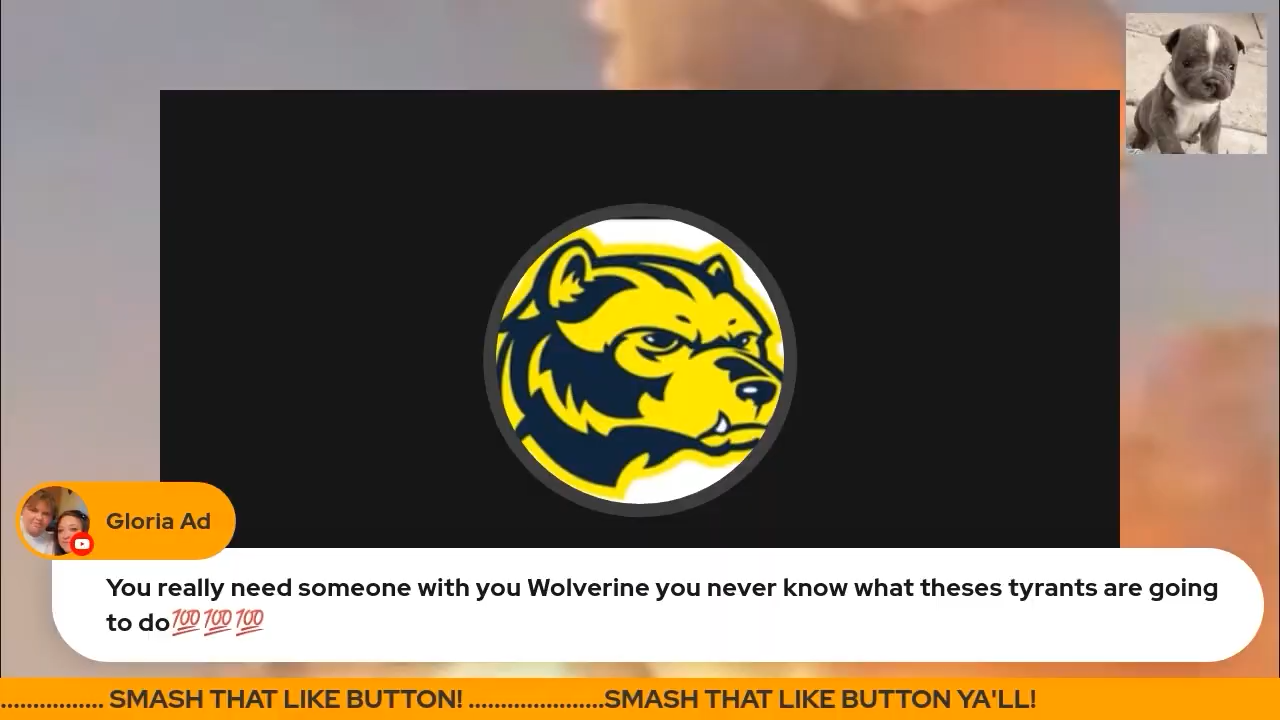 Gloria Ad
You really need someone with you Wolverine you never know what theses tyrants are going
to do💯💯💯
................ SMASH THAT LIKE BUTTON! .....................SMASH THAT LIKE BUTTON YA'LL!